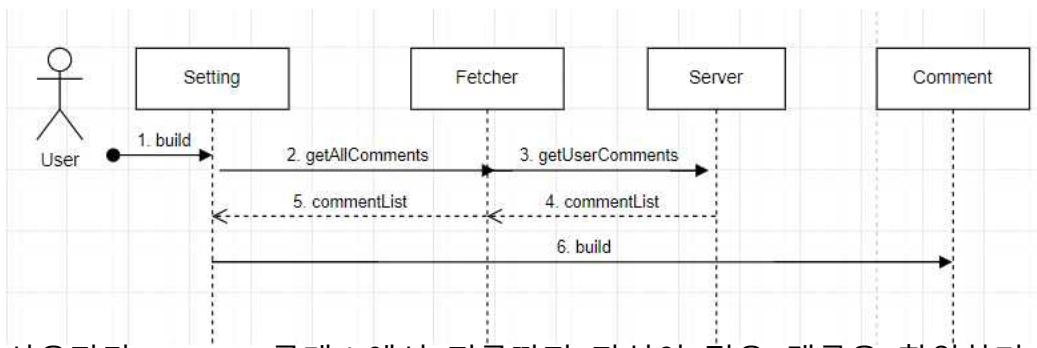 Setting
Fetcher
Server
Comment
User
1. build
2. getAllComments
3. getUserComments
5. commentList
4. commentList
6. build